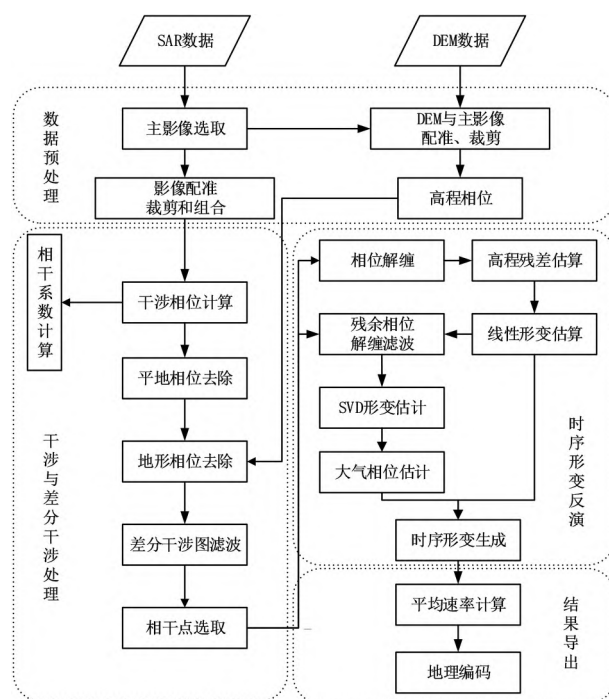 SAR数据
DEM数据
数据预处理
主影像选取
DEM与主影像
配准、裁剪
影像配准
裁剪和组合
高程相位
干涉与差分干涉处理
相干系数计算
干涉相位计算
平地相位去除
地形相位去除
差分干涉图滤波
相干点选取
时序形变反演
相位解缠
高程残差估算
残余相位
解缠滤波
线性形变估算
SVD形变估计
大气相位估计
时序形变生成
结果导出
平均速率计算
地理编码